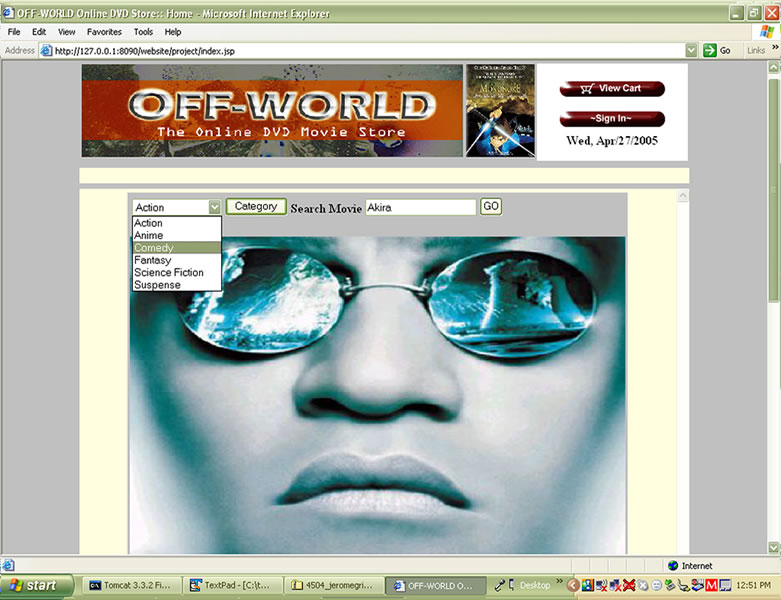 OFF-WORLD Online DVD Store:: Home - Microsoft Internet Explorer
File Edit View Favorites Tools Help
Address http://127.0.0.1:8090/website/project/index.jsp Go Links »
OFF-WORLD
The Online DVD Movie Store
MONONOKE
View Cart
~Sign In~
Wed, Apr/27/2005
Action Category Search Movie Akira GO
Action
Anime
Comedy
Fantasy
Science Fiction
Suspense
Internet
start Tomcat 3.3.2 Fi... TextPad - [C:\t... 4504_jeromegri... OFF-WORLD O... Desktop » 12:51 PM